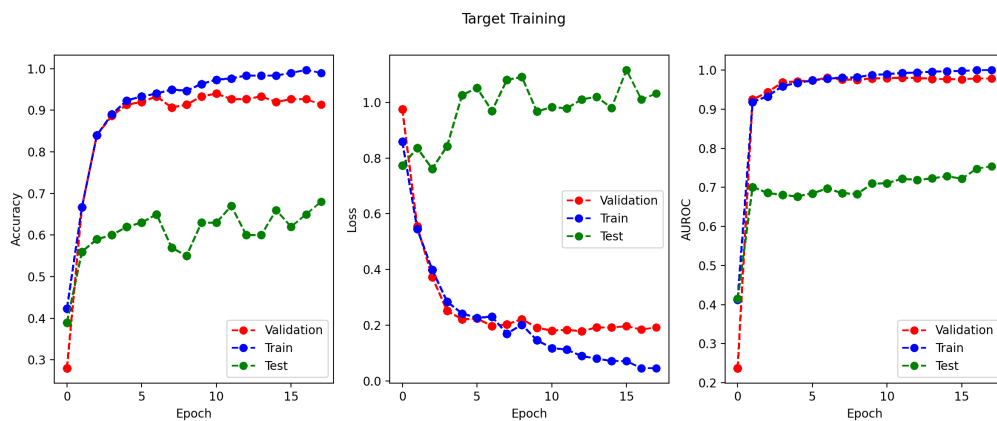 Target Training
1.0
0.9
0.8
0.7
0.6
0.5
0.4
0.3
Accuracy
0
5
10
15
Epoch
Validation
Train
Test
1.0
0.8
0.6
0.4
0.2
0.0
Loss
0
5
10
15
Epoch
Validation
Train
Test
1.0
0.9
0.8
0.7
0.6
0.5
0.4
0.3
0.2
AUROC
0
5
10
15
Epoch
Validation
Train
Test